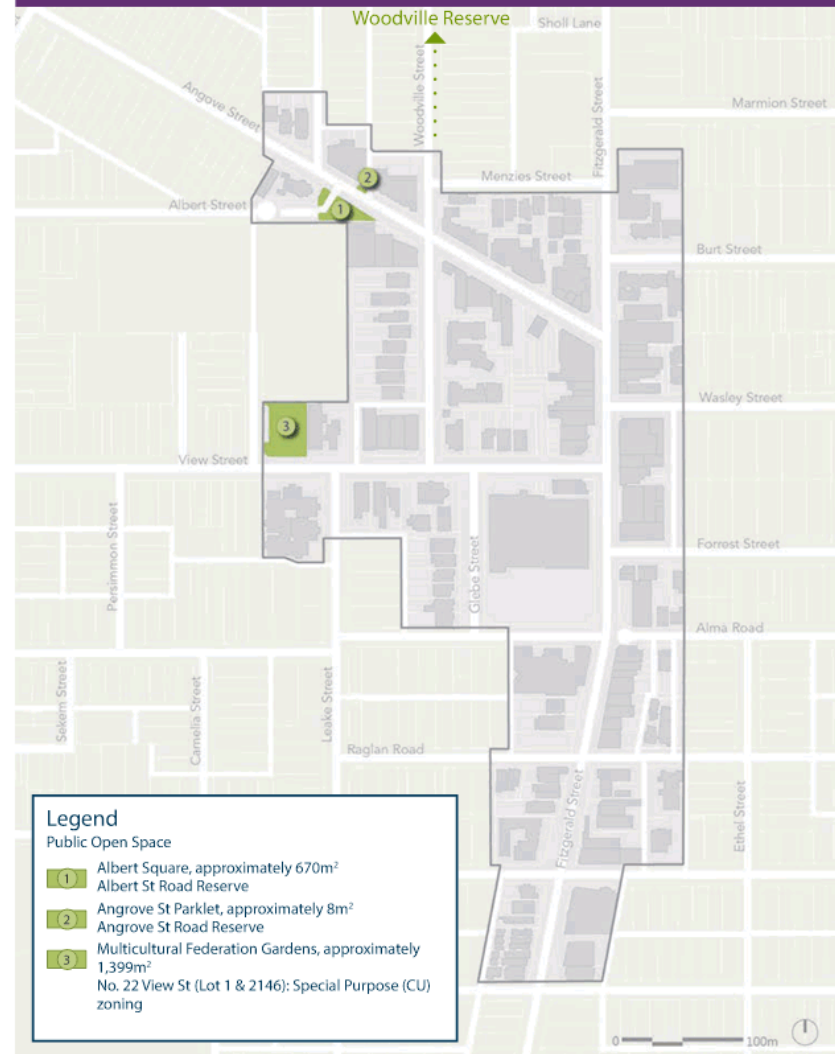 Woodville Reserve
Sholl Lane
Woodville Street
Fitzgerald Street
Angove Street
Marmion Street
Menzies Street
2
Albert Street
1
Burt Street
Wasley Street
3
View Street
Persimmon Street
Glebe Street
Forrest Street
Alma Road
Sekem Street
Camelia Street
Leake Street
Raglan Road
Fitzgerald Street
Ethel Street
Legend
Public Open Space
1
Albert Square, approximately 670m²
Albert St Road Reserve
2
Angrove St Parklet, approximately 8m²
Angrove St Road Reserve
3
Multicultural Federation Gardens, approximately
1,399m²
No. 22 View St (Lot 1 & 2146): Special Purpose (CU)
zoning
0 100m